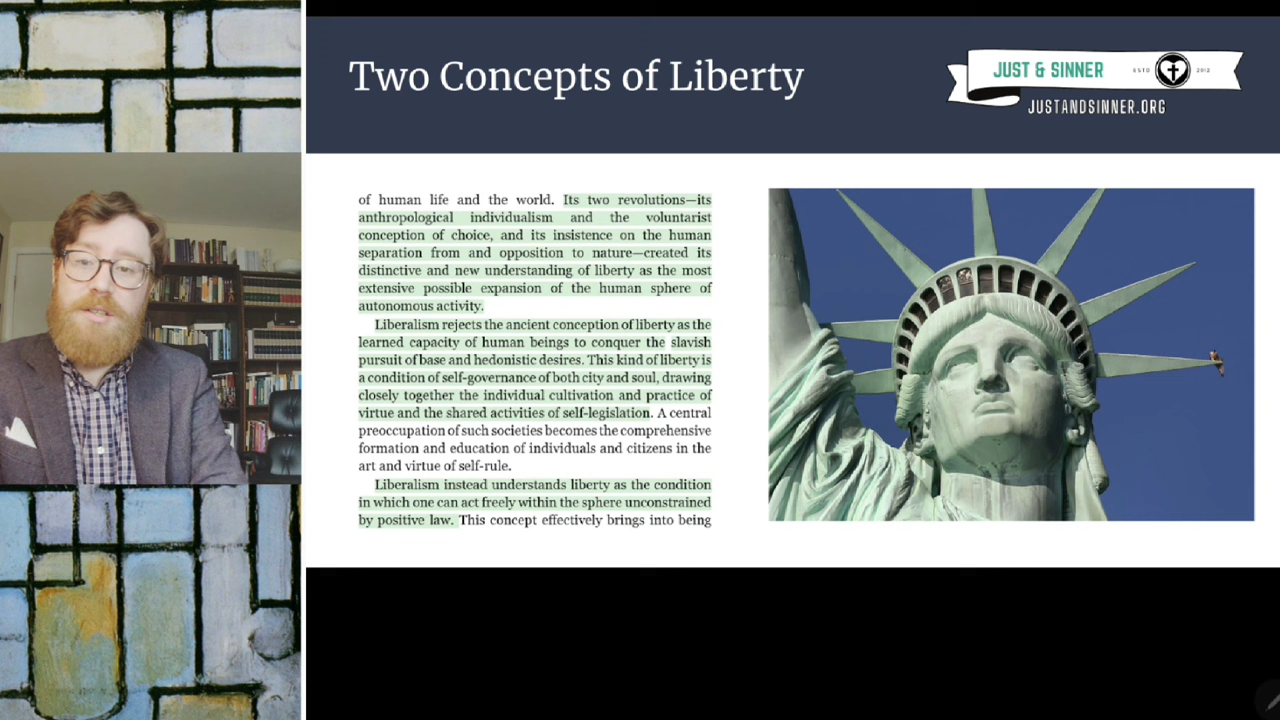 Two Concepts of Liberty
JUST & SINNER
ESTD
2012
JUSTANDSINNER.ORG
of human life and the world. Its two revolutions—its
anthropological individualism and the voluntarist
conception of choice, and its insistence on the human
separation from and opposition to nature—created its
distinctive and new understanding of liberty as the most
extensive possible expansion of the human sphere of
autonomous activity.
Liberalism rejects the ancient conception of liberty as the
learned capacity of human beings to conquer the slavish
pursuit of base and hedonistic desires. This kind of liberty is
a condition of self-governance of both city and soul, drawing
closely together the individual cultivation and practice of
virtue and the shared activities of self-legislation. A central
preoccupation of such societies becomes the comprehensive
formation and education of individuals and citizens in the
art and virtue of self-rule.
Liberalism instead understands liberty as the condition
in which one can act freely within the sphere unconstrained
by positive law. This concept effectively brings into being